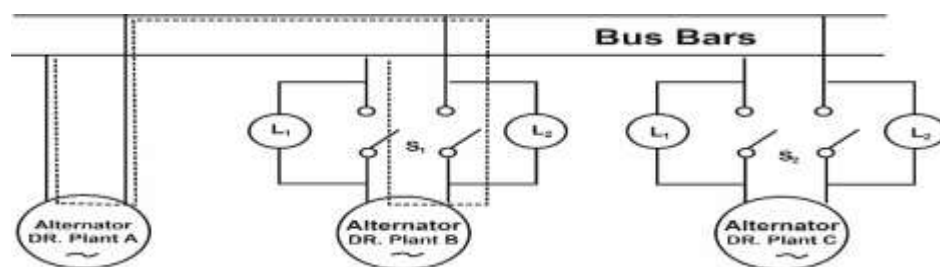 Bus Bars
L₁
S₁
L₂
L₁
S₂
L₂
Alternator
DR. Plant A
Alternator
DR. Plant B
Alternator
DR. Plant C